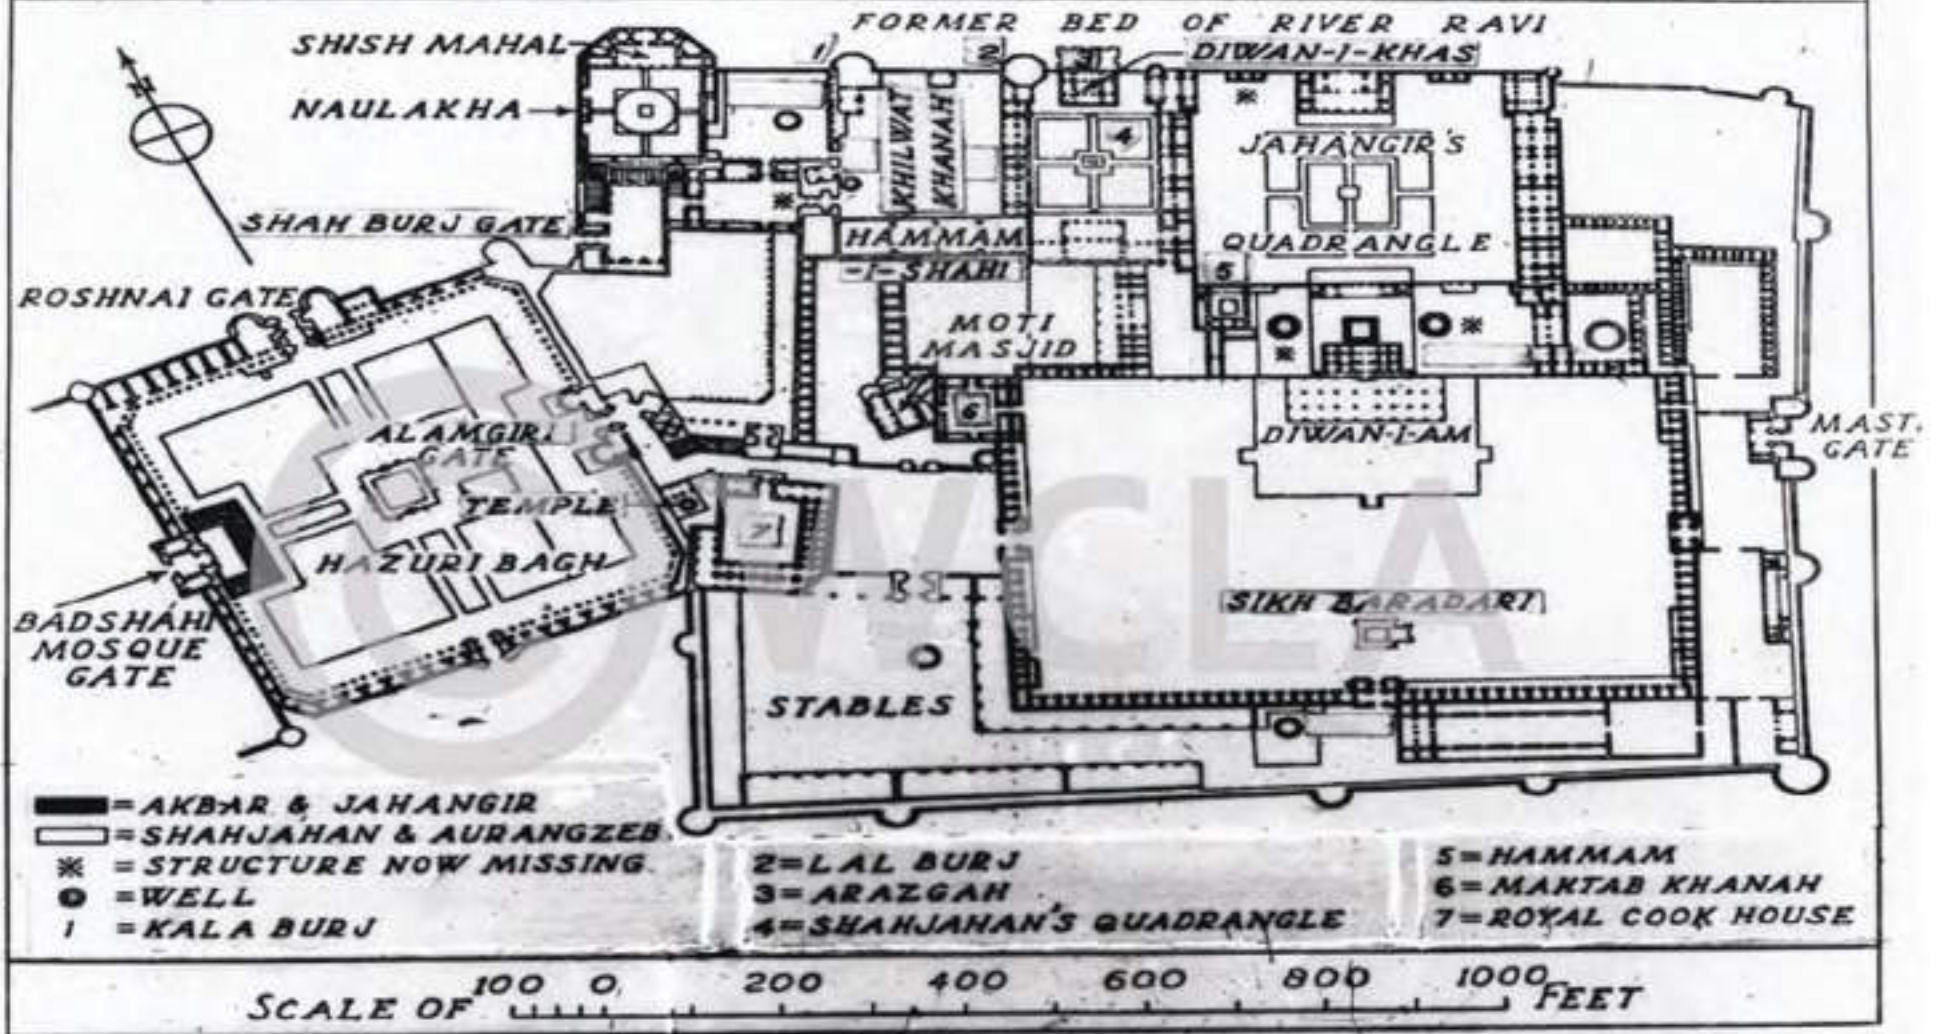 FORMER BED OF RIVER RAVI
SHISH MAHAL
1
2
3
DIWAN-I-KHAS
N
NAULAKHA
KHILWAT
KHANAH
4
JAHANGIR'S
QUADRANGLE
SHAH BURJ GATE
HAMMAM
-I-SHAHI
5
ROSHNAI GATE
MOTI
MASJID
6
ALAMGIRI
GATE
DIWAN-I-AM
MASTI
GATE
TEMPLE
7
HAZURI BAGH
© WCLA
SIKH BARADARI
BADSHÁHI
MOSQUE
GATE
STABLES
= AKBAR & JAHANGIR
= SHAHJAHAN & AURANGZEB
※ = STRUCTURE NOW MISSING
= WELL
1 = KALA BURJ
2 = LAL BURJ
3 = ARAZGAH
4 = SHAHJAHAN'S QUADRANGLE
5 = HAMMAM
6 = MAKTAB KHANAH
7 = ROYAL COOK HOUSE
SCALE OF 100 0 200 400 600 800 1000 FEET